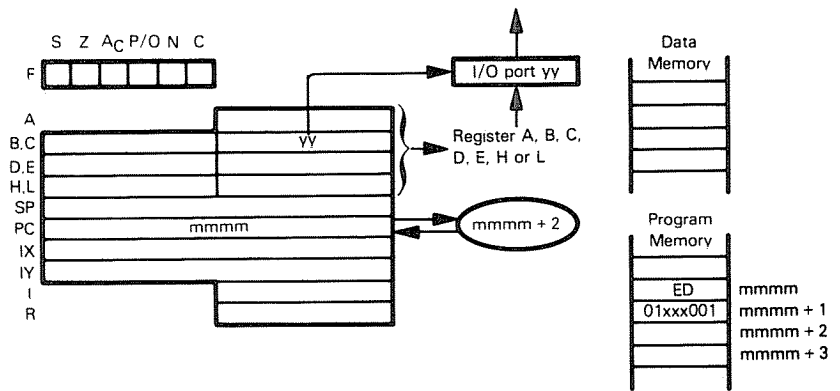 S Z AC P/O N C
F
A
B.C
D.E
H.L
SP
PC
IX
IY
I
R
yy
mmmm
I/O port yy
Register A, B, C,
D, E, H or L
mmmm + 2
Data
Memory
Program
Memory
ED mmmm
01xxx001 mmmm + 1
mmmm + 2
mmmm + 3